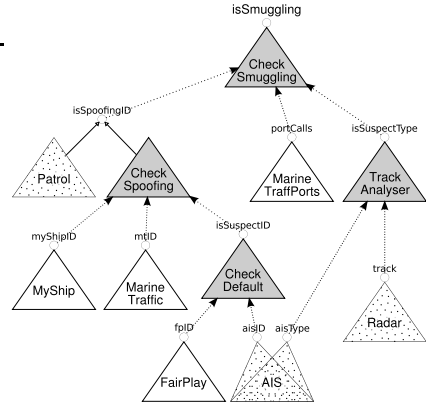 isSmuggling
Check
Smuggling
isSpoofingID
portCalls
isSuspectType
Patrol
Check
Spoofing
Marine
TraffPorts
Track
Analyser
myShipID
mtID
isSuspectID
MyShip
Marine
Traffic
Check
Default
track
Radar
fpID
aisID
aisType
FairPlay
AIS